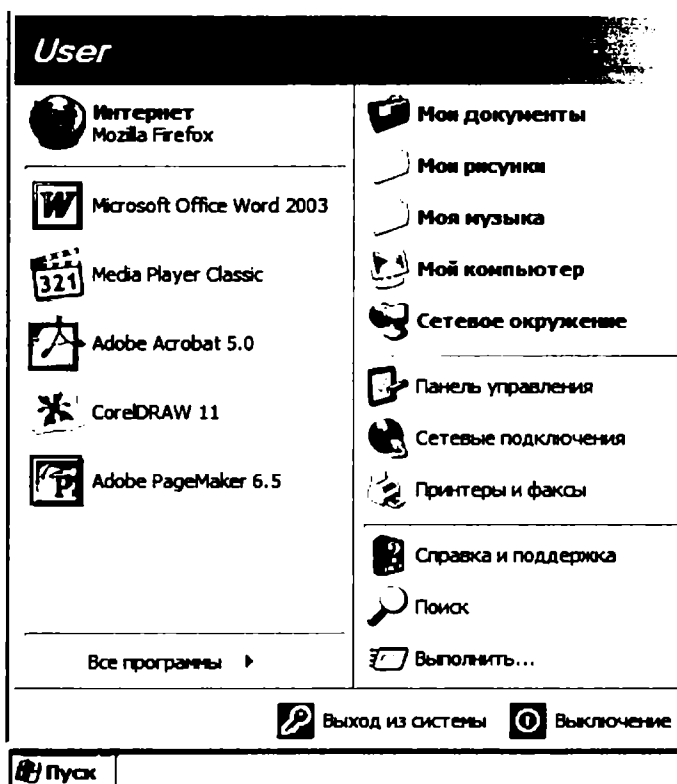 User
Интернет
Mozilla Firefox
Microsoft Office Word 2003
321
Media Player Classic
Adobe Acrobat 5.0
CorelDRAW 11
Adobe PageMaker 6.5
Все программы
Мои документы
Мои рисунки
Моя музыка
Мой компьютер
Сетевое окружение
Панель управления
Сетевые подключения
Принтеры и факсы
Справка и поддержка
Поиск
Выполнить...
Выход из системы
Выключение
Пуск